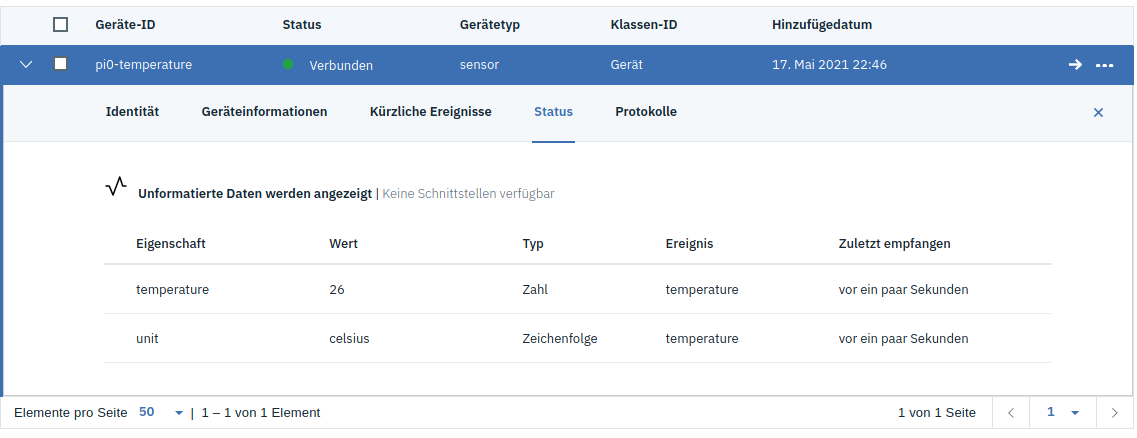 Geräte-ID Status Gerätetyp Klassen-ID Hinzufügedatum
pi0-temperature Verbunden sensor Gerät 17. Mai 2021 22:46
Identität Geräteinformationen Kürzliche Ereignisse Status Protokolle
Unformatierte Daten werden angezeigt | Keine Schnittstellen verfügbar
Eigenschaft Wert Typ Ereignis Zuletzt empfangen
temperature 26 Zahl temperature vor ein paar Sekunden
unit celsius Zeichenfolge temperature vor ein paar Sekunden
Elemente pro Seite 50 | 1 – 1 von 1 Element 1 von 1 Seite 1